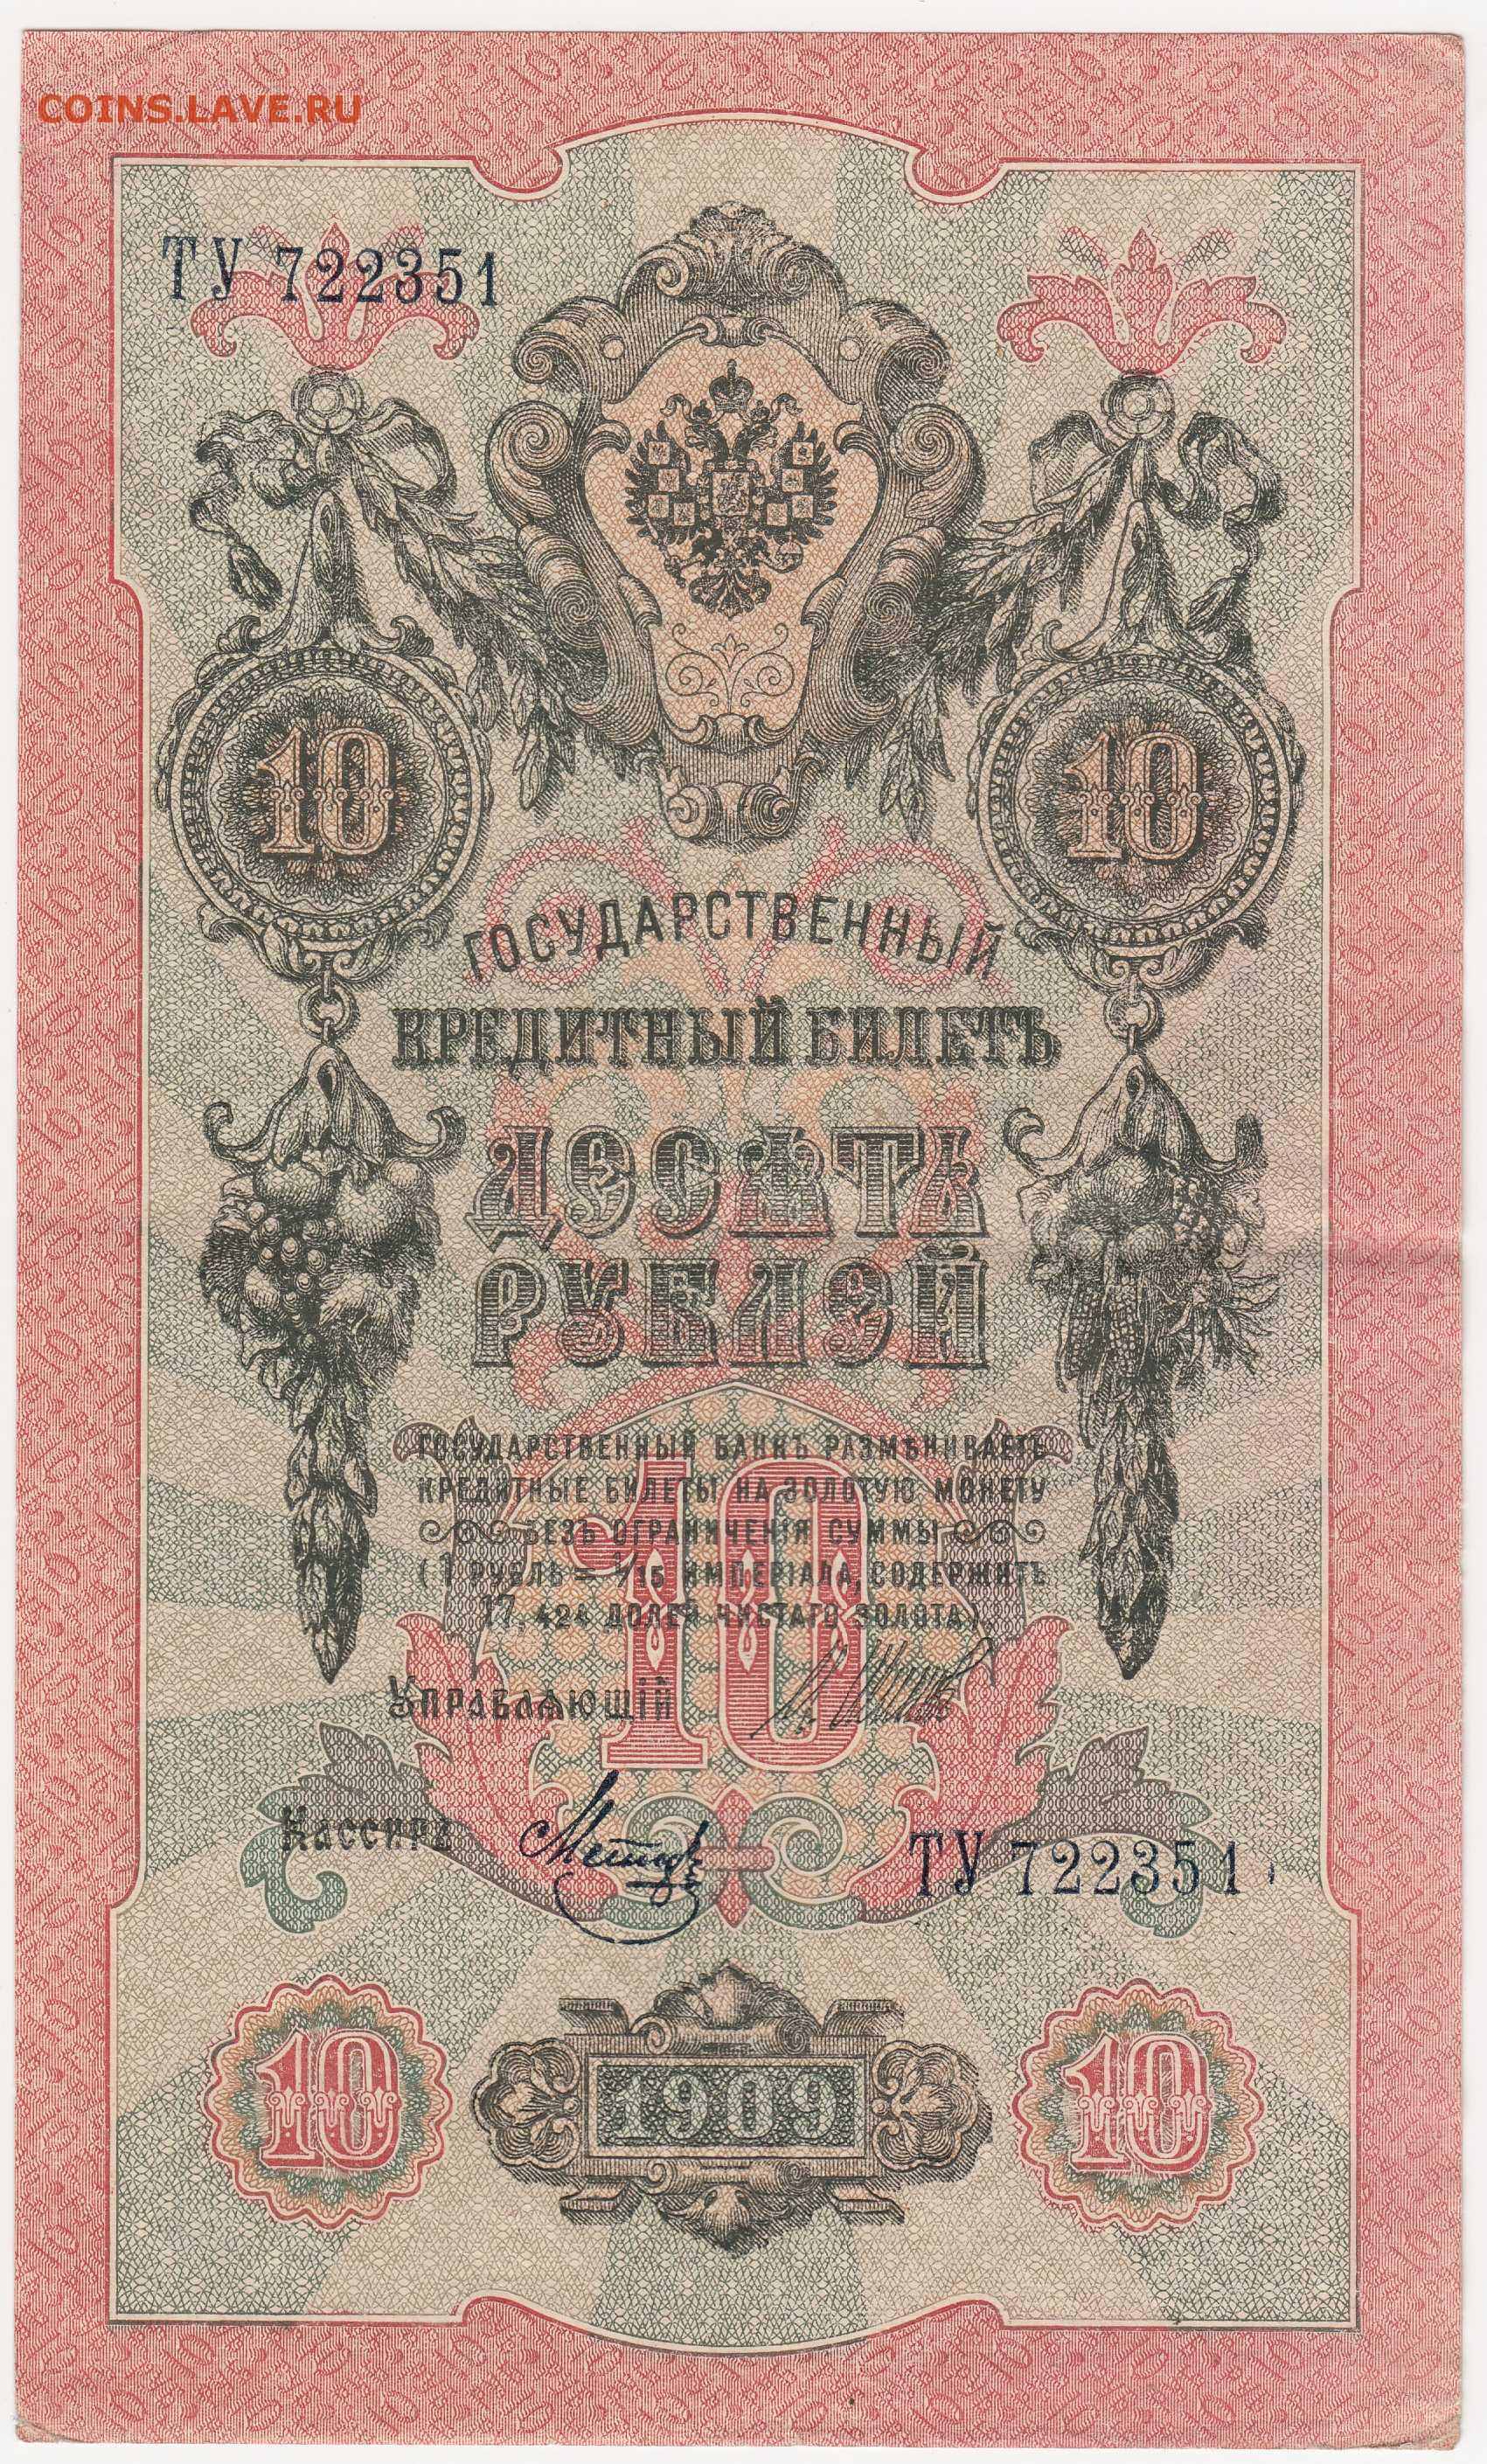 COINS.LAVE.RU
ТУ 722351
10 10
ГОСУДАРСТВЕННЫЙ
КРЕДИТНЫЙ БИЛЕТЪ
ДЕСЯТЬ
РУБЛЕЙ
ГОСУДАРСТВЕННЫЙ БАНКЪ РАЗМѢНИВАЕТЪ
КРЕДИТНЫЕ БИЛЕТЫ НА ЗОЛОТУЮ МОНЕТУ
БЕЗЪ ОГРАНИЧЕНІЯ СУММЫ
(1 РУБЛЬ = 1/15 ИМПЕРІАЛА, СОДЕРЖИТЪ
17,424 ДОЛЕЙ ЧИСТАГО ЗОЛОТА).
10
Управляющій
Кассиръ
ТУ 722351
10 1909 10